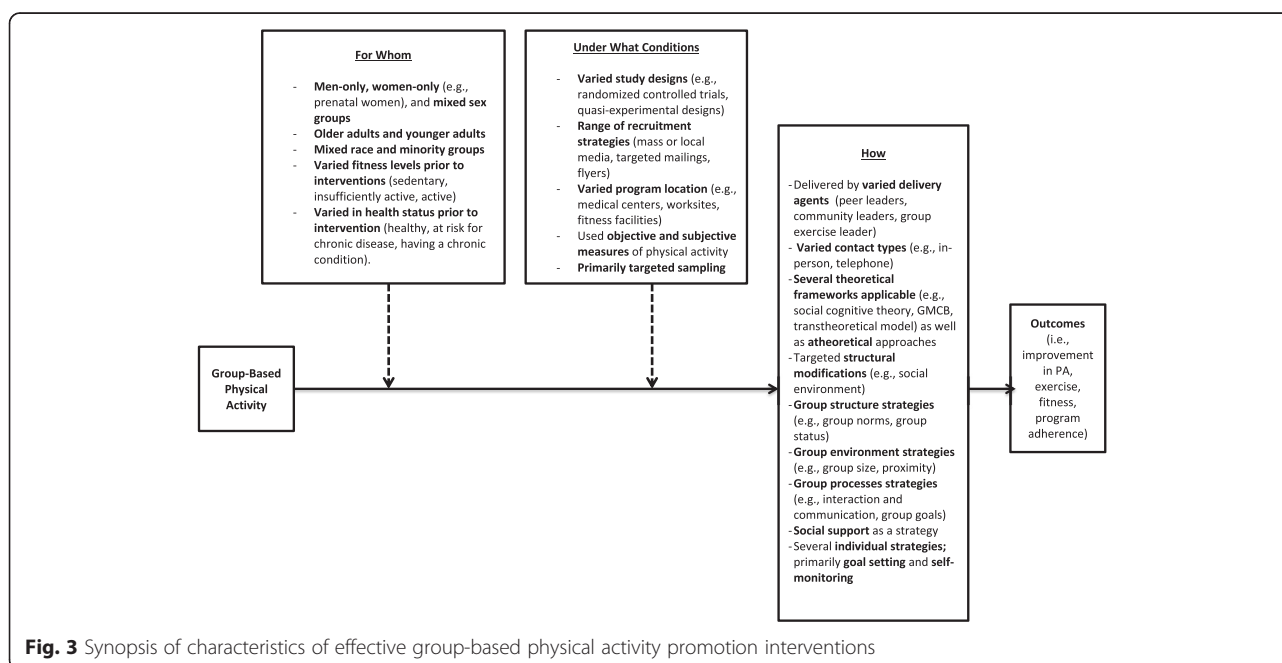 For Whom
- Men-only, women-only (e.g.,
prenatal women), and mixed sex
groups
- Older adults and younger adults
- Mixed race and minority groups
- Varied fitness levels prior to
interventions (sedentary,
insufficiently active, active)
- Varied in health status prior to
intervention (healthy, at risk for
chronic disease, having a chronic
condition).
Under What Conditions
- Varied study designs (e.g.,
randomized controlled trials,
quasi-experimental designs)
- Range of recruitment
strategies (mass or local
media, targeted mailings,
flyers)
- Varied program location (e.g.,
medical centers, worksites,
fitness facilities)
- Used objective and subjective
measures of physical activity
- Primarily targeted sampling
Group-Based
Physical
Activity
How
-Delivered by varied delivery
agents (peer leaders,
community leaders, group
exercise leader)
- Varied contact types (e.g., in-
person, telephone)
-Several theoretical
frameworks applicable (e.g.,
social cognitive theory, GMCB,
transtheoretical model) as well
as atheoretical approaches
-Targeted structural
modifications (e.g., social
environment)
-Group structure strategies
(e.g., group norms, group
status)
-Group environment strategies
(e.g., group size, proximity)
-Group processes strategies
(e.g., interaction and
communication, group goals)
-Social support as a strategy
-Several individual strategies;
primarily goal setting and self-
monitoring
Outcomes
(i.e.,
improvement
in PA,
exercise,
fitness,
program
adherence)
Fig. 3 Synopsis of characteristics of effective group-based physical activity promotion interventions